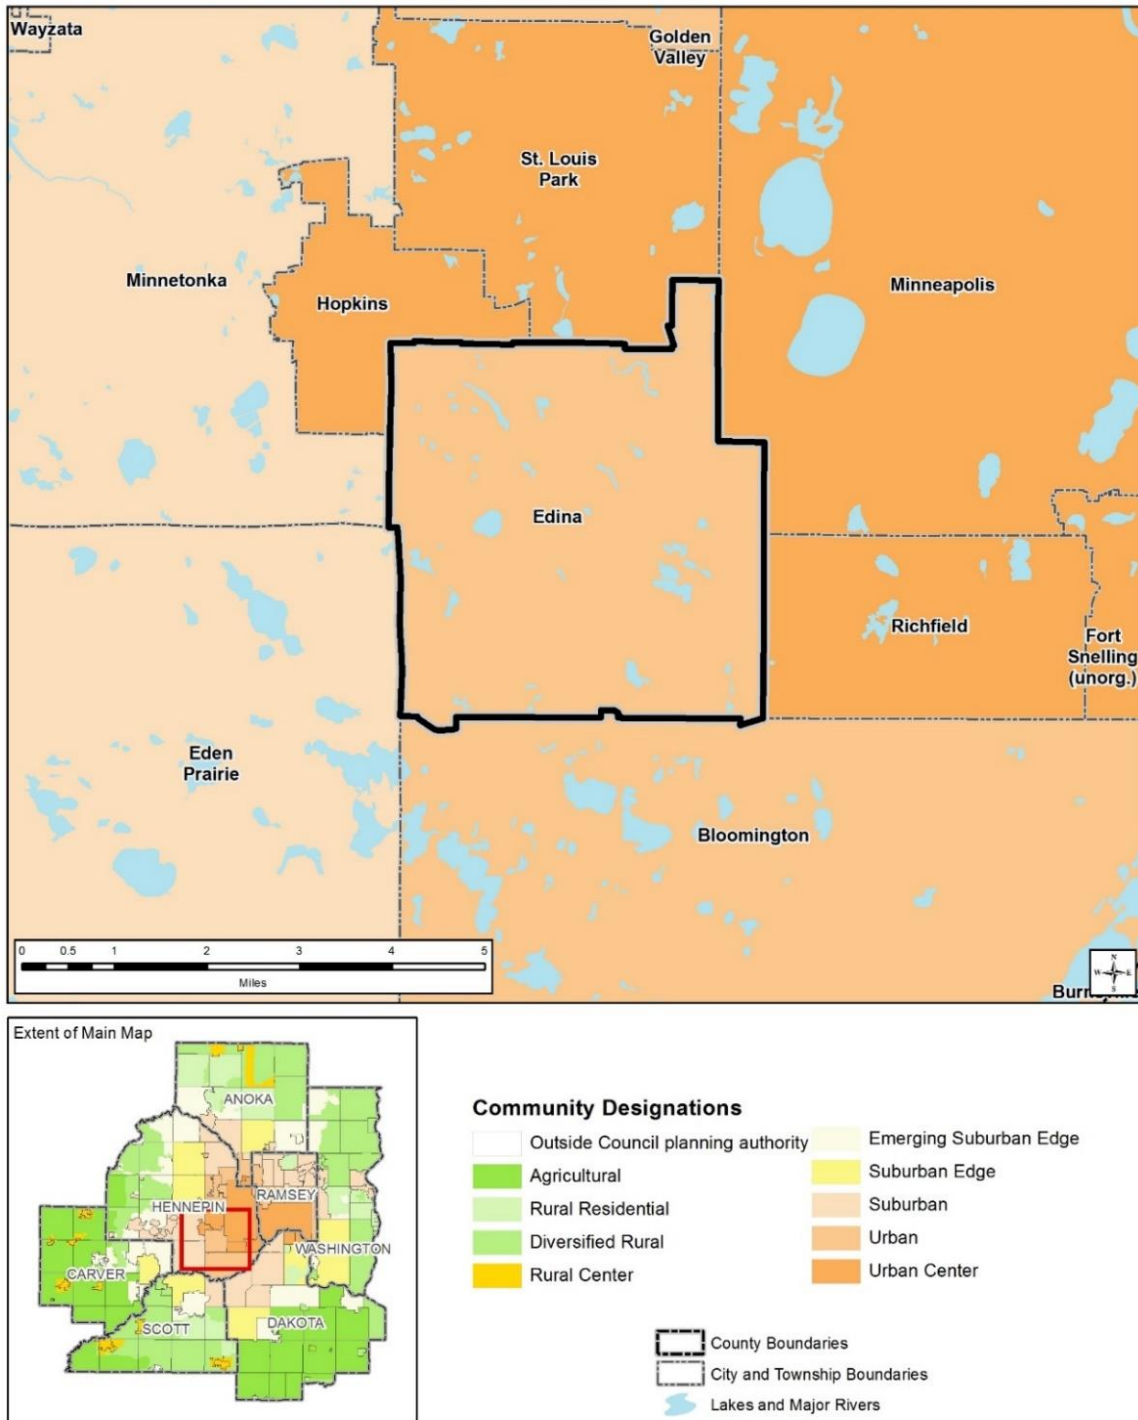 Wayzata
Golden
Valley
St. Louis
Park
Minnetonka
Hopkins
Minneapolis
Edina
Richfield
Fort
Snelling
(unorg.)
Eden
Prairie
Bloomington
0 0.5 1 2 3 4 5
Miles
N
W E
S
Extent of Main Map
ANOKA
HENNEPIN
RAMSEY
WASHINGTON
CARVER
SCOTT
DAKOTA
Community Designations
Outside Council planning authority
Agricultural
Rural Residential
Diversified Rural
Rural Center
Emerging Suburban Edge
Suburban Edge
Suburban
Urban
Urban Center
County Boundaries
City and Township Boundaries
Lakes and Major Rivers